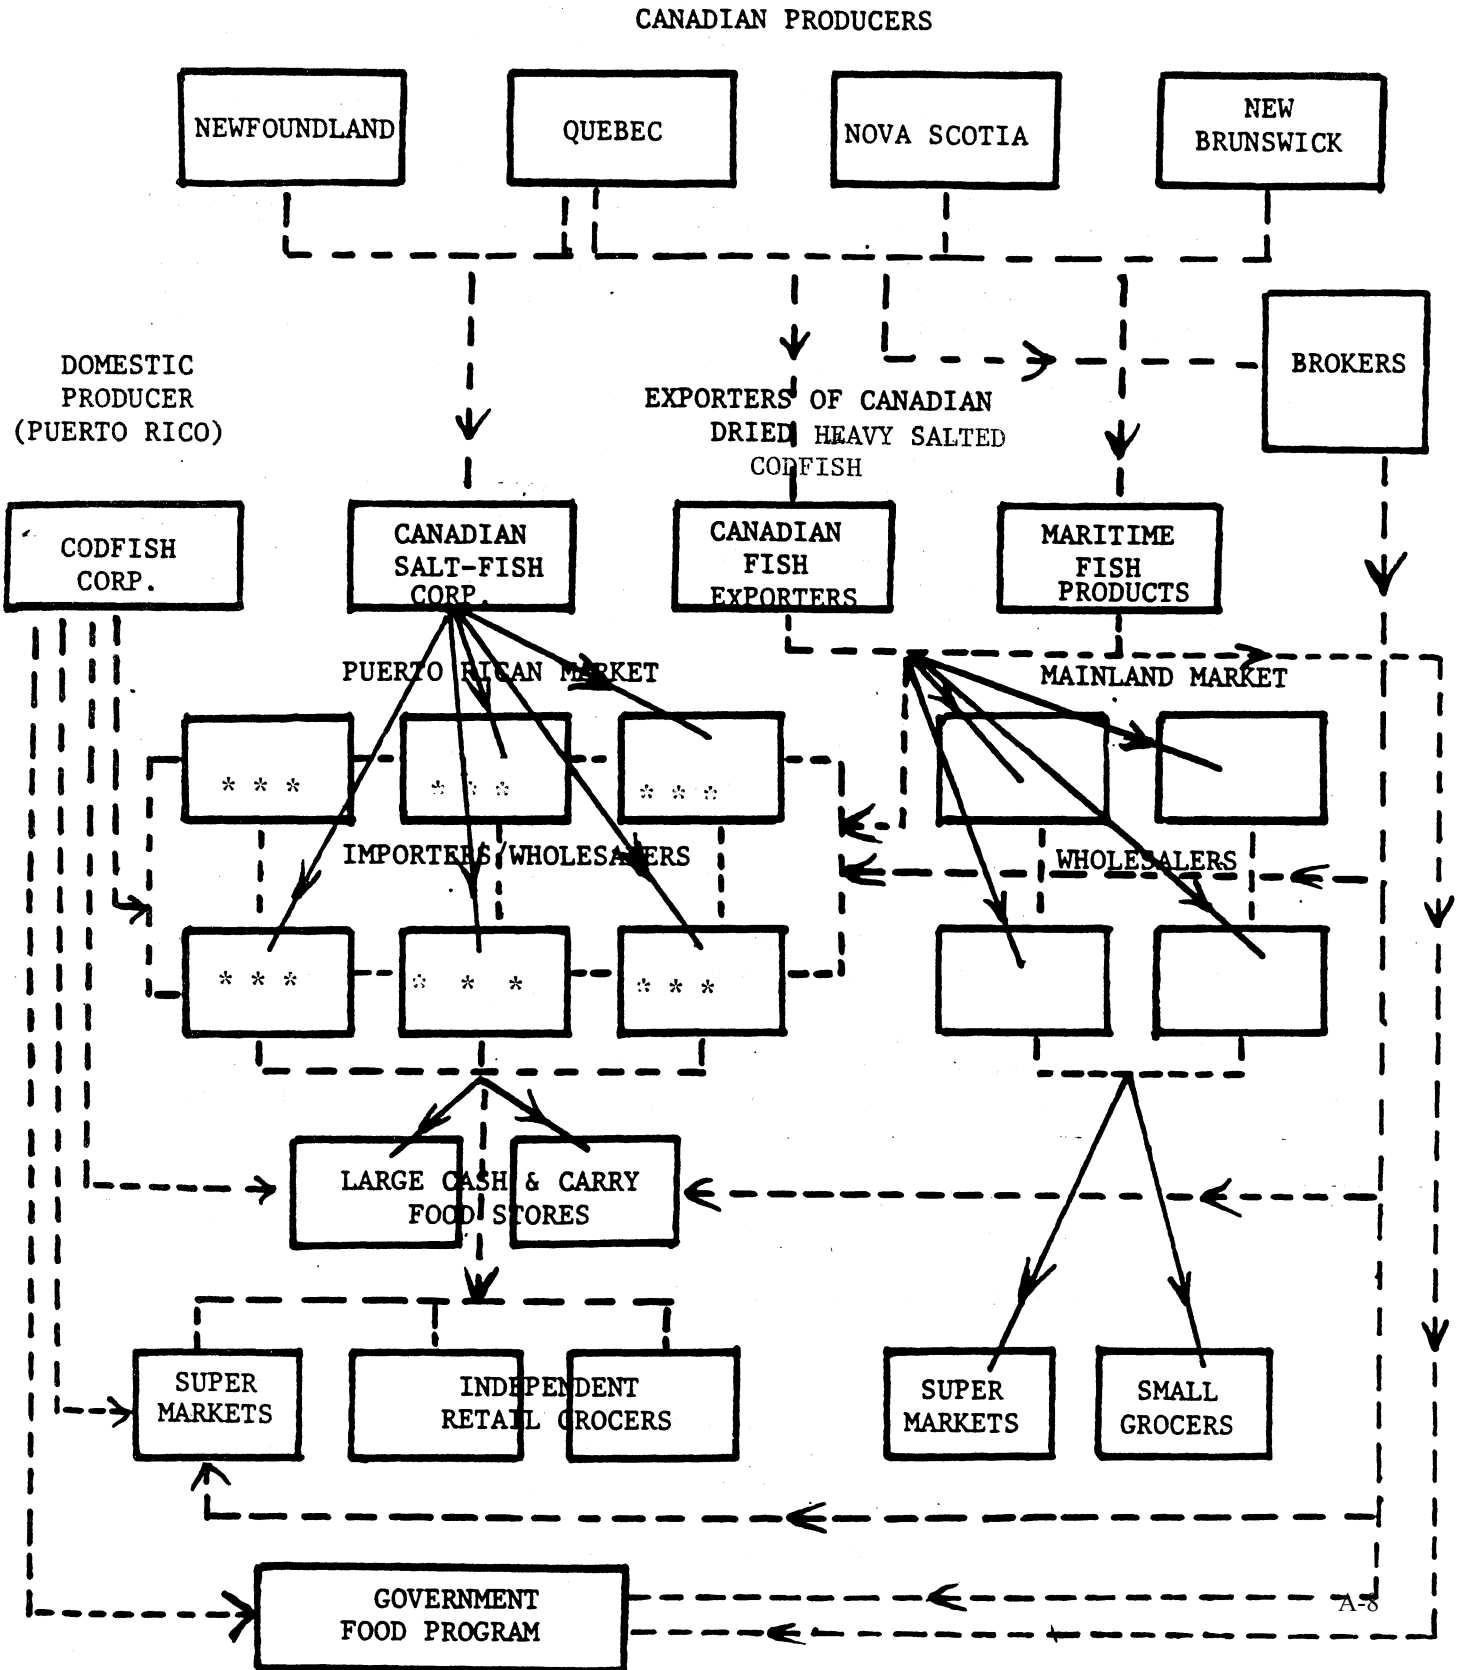 CANADIAN PRODUCERS
NEWFOUNDLAND
QUEBEC
NOVA SCOTIA
NEW
BRUNSWICK
BROKERS
DOMESTIC
PRODUCER
(PUERTO RICO)
EXPORTERS OF CANADIAN
DRIED HEAVY SALTED
CODFISH
CODFISH
CORP.
CANADIAN
SALT-FISH
CORP.
CANADIAN
FISH
EXPORTERS
MARITIME
FISH
PRODUCTS
PUERTO RICAN MARKET
MAINLAND MARKET
* * *
* * *
* * *
IMPORTERS/WHOLESALERS
WHOLESALERS
* * *
* * *
* * *
LARGE CASH & CARRY
FOOD STORES
SUPER
MARKETS
INDEPENDENT
RETAIL GROCERS
SUPER
MARKETS
SMALL
GROCERS
GOVERNMENT
FOOD PROGRAM
A-8